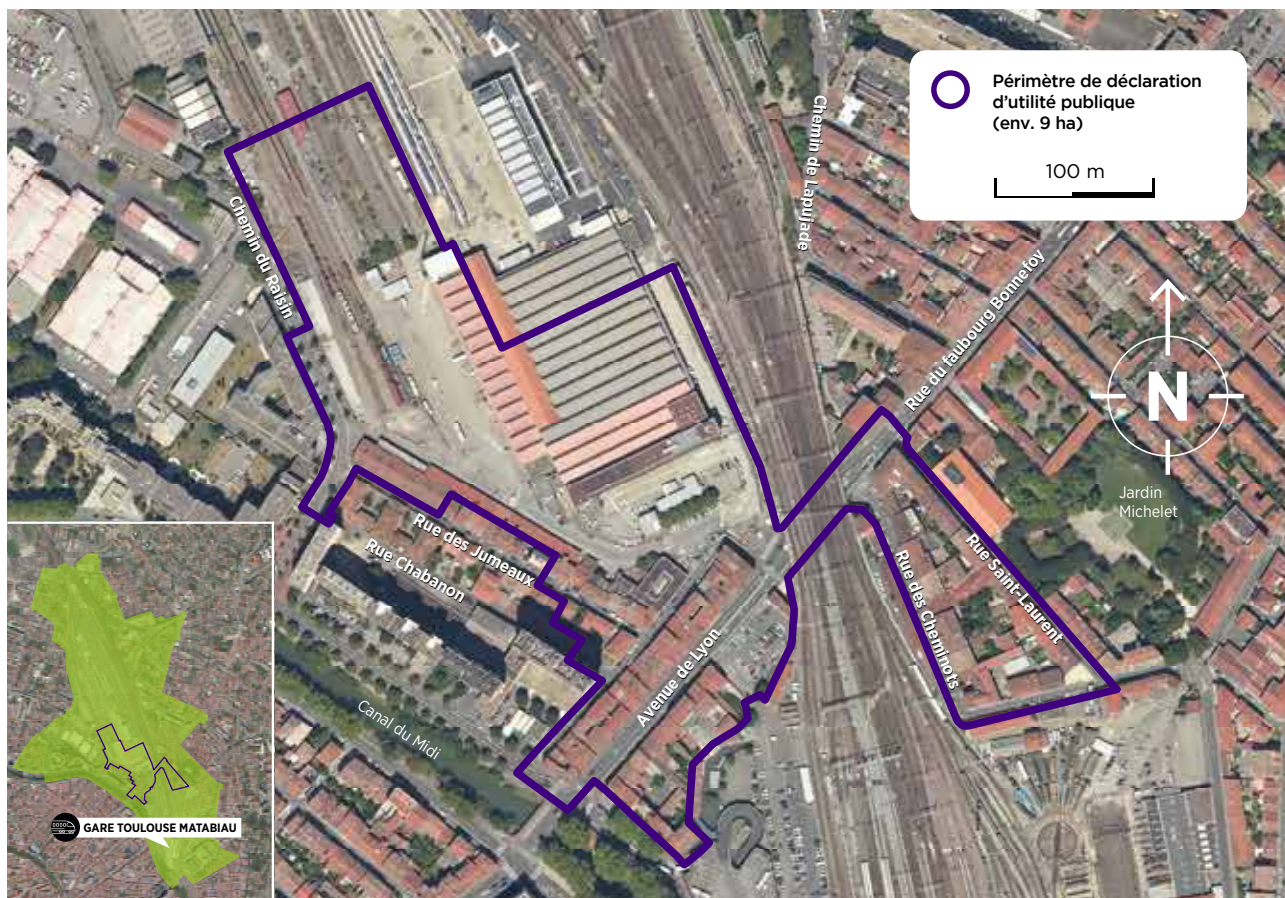 Périmètre de déclaration
d'utilité publique
(env. 9 ha)
100 m
Chemin de Lapujade
Chemin du Raisin
Rue du faubourg Bonnefoy
N
Jardin
Michelet
Rue des Jumeaux
Rue Chabanon
Rue Saint-Laurent
Rue des Cheminots
Avenue de Lyon
Canal du Midi
GARE TOULOUSE MATABIAU